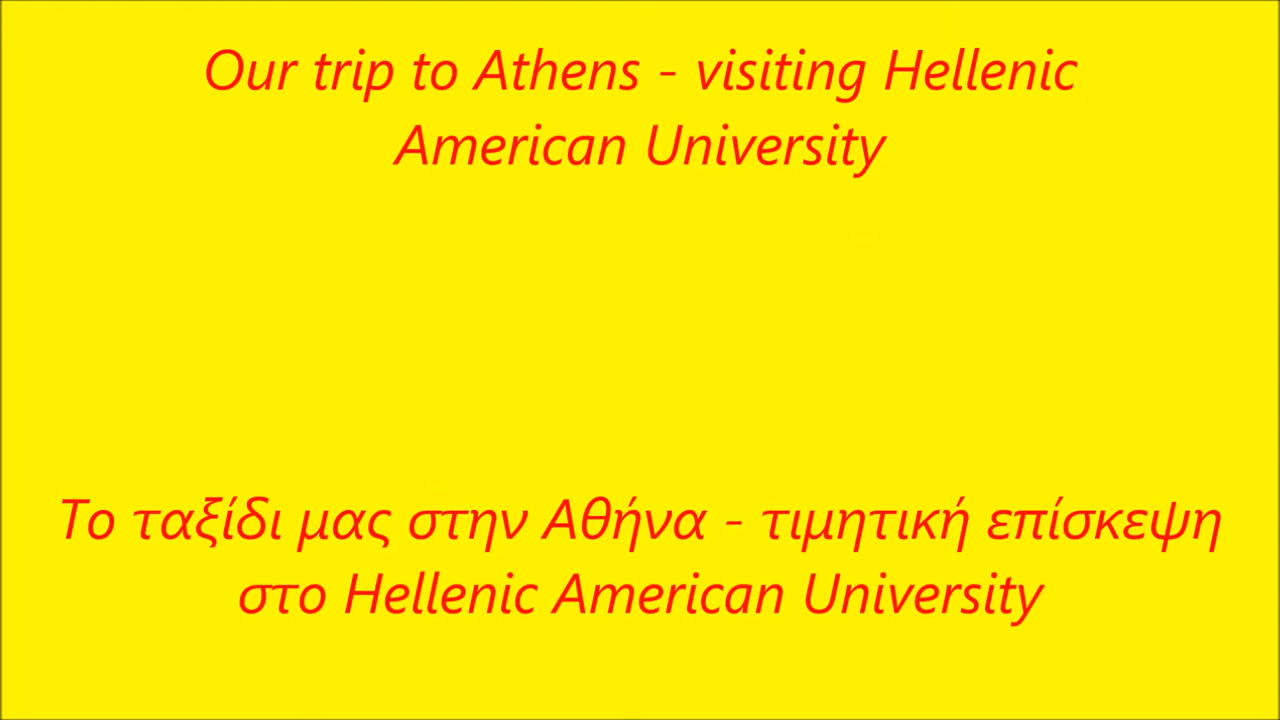 Our trip to Athens - visiting Hellenic
American University
Το ταξίδι μας στην Αθήνα - τιμητική επίσκεψη
στο Hellenic American University